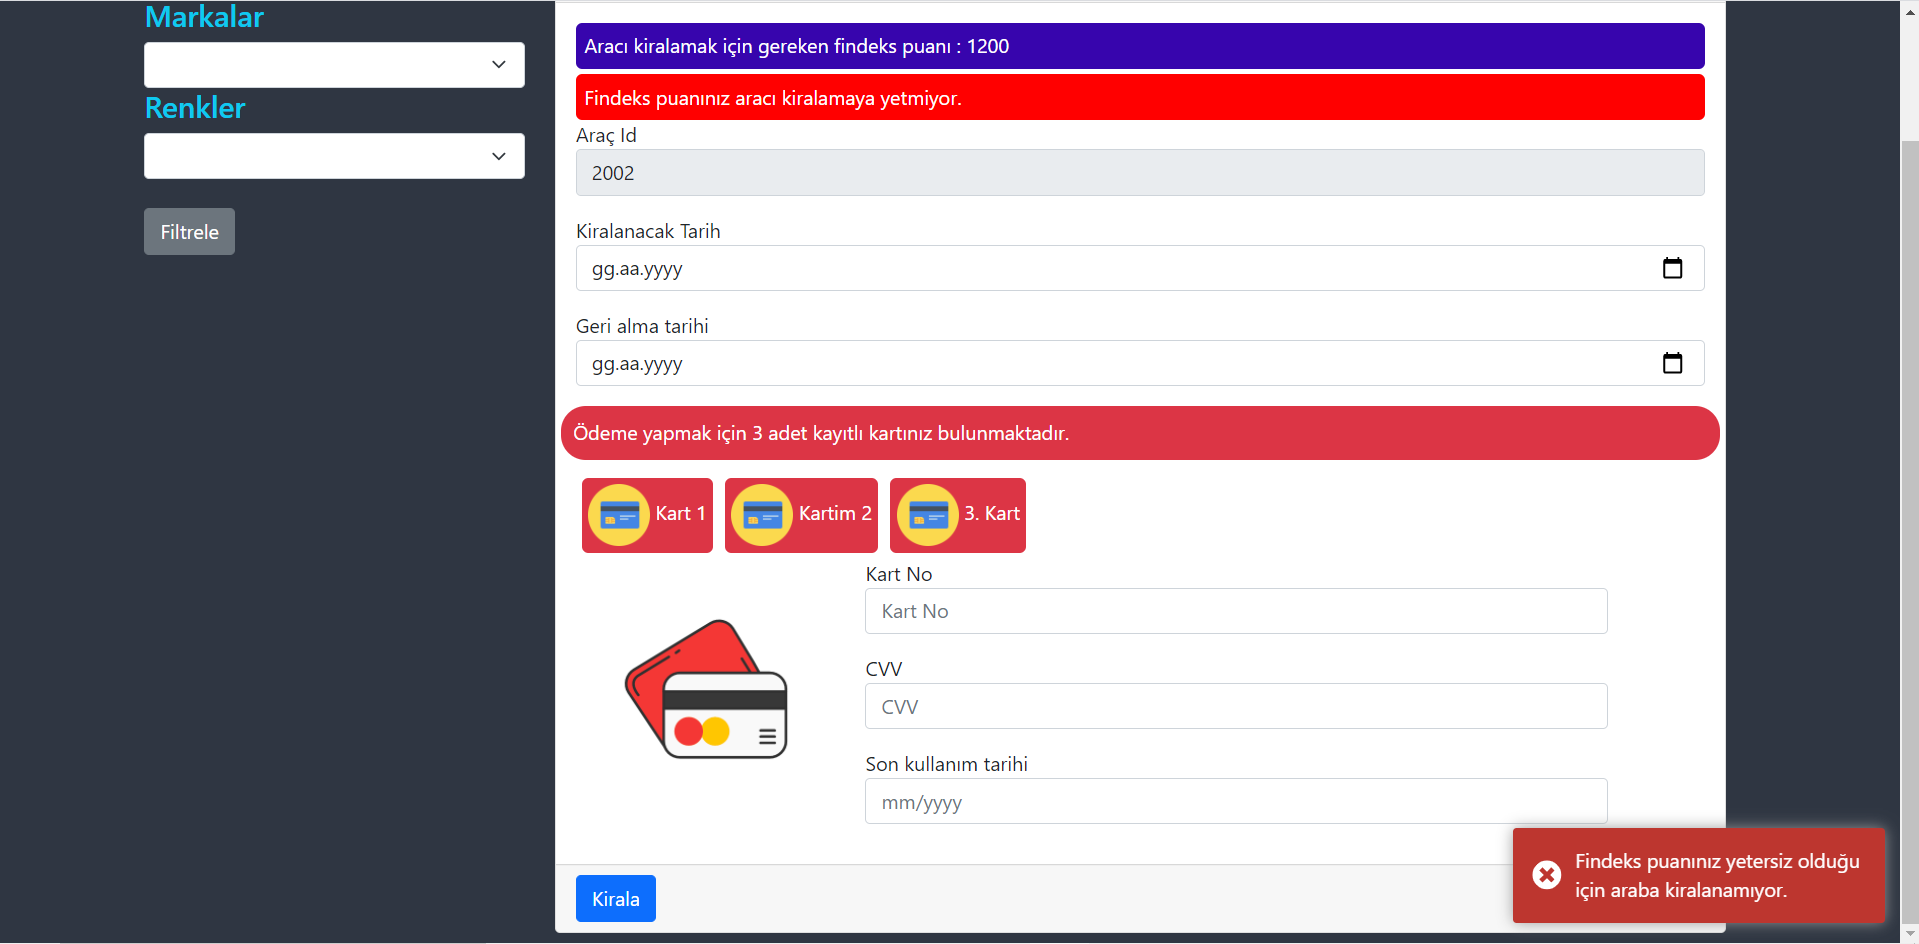 Markalar
Renkler
Filtrele
Aracı kiralamak için gereken findeks puanı : 1200
Findeks puanınız aracı kiralamaya yetmiyor.
Araç Id
2002
Kiralanacak Tarih
gg.aa.yyyy
Geri alma tarihi
gg.aa.yyyy
Ödeme yapmak için 3 adet kayıtlı kartınız bulunmaktadır.
Kart 1 Kartim 2 3. Kart
Kart No
Kart No
CVV
CVV
Son kullanım tarihi
mm/yyyy
Kirala
Findeks puanınız yetersiz olduğu
için araba kiralanamıyor.